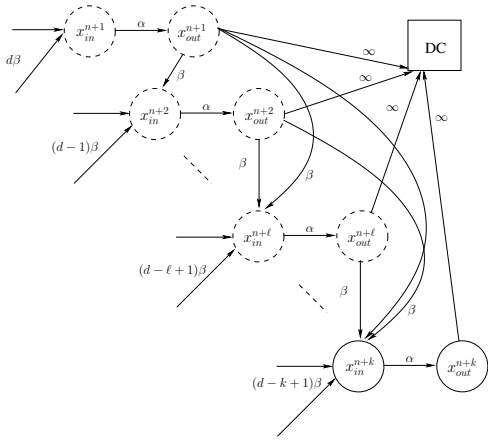 $x_{in}^{n+1}$ α $x_{out}^{n+1}$ ∞ DC
dβ β ∞
$x_{in}^{n+2}$ α $x_{out}^{n+2}$ ∞ ∞
(d−1)β β β
$x_{in}^{n+ℓ}$ α $x_{out}^{n+ℓ}$
(d−ℓ+1)β β β
$x_{in}^{n+k}$ α $x_{out}^{n+k}$
(d−k+1)β